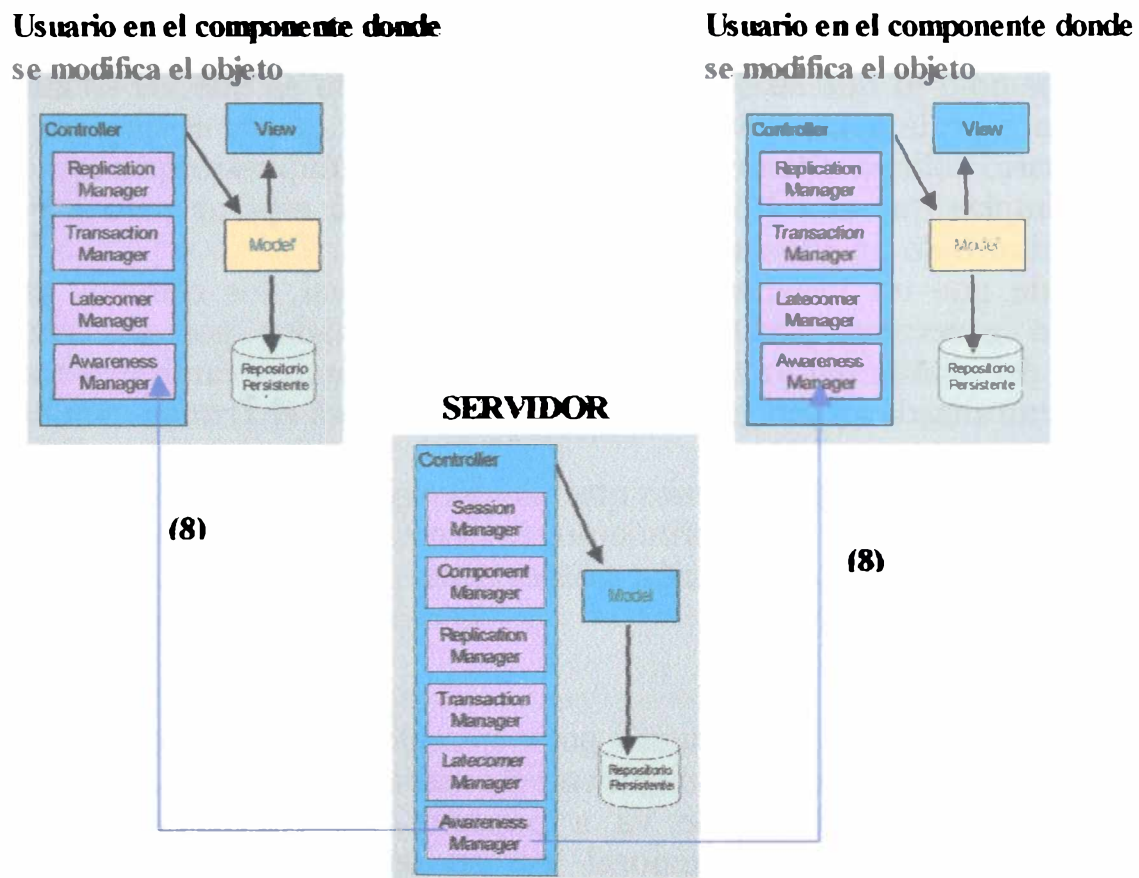 Usuario en el componente donde
se modifica el objeto
Controller
View
Replication
Manager
Transaction
Manager
Model
Latecomer
Manager
Awareness
Manager
Repositorio
Persistente
Usuario en el componente donde
se modifica el objeto
Controller
View
Replication
Manager
Transaction
Manager
Model
Latecomer
Manager
Awareness
Manager
Repositorio
Persistente
SERVIDOR
Controller
Session
Manager
Component
Manager
Model
Replication
Manager
Transaction
Manager
Latecomer
Manager
Repositorio
Persistente
Awareness
Manager
(8)
(8)